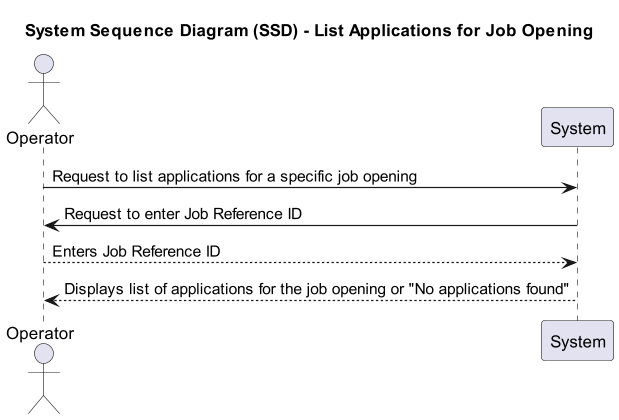 System Sequence Diagram (SSD) - List Applications for Job Opening
Operator
System
Request to list applications for a specific job opening
Request to enter Job Reference ID
Enters Job Reference ID
Displays list of applications for the job opening or "No applications found"
Operator
System